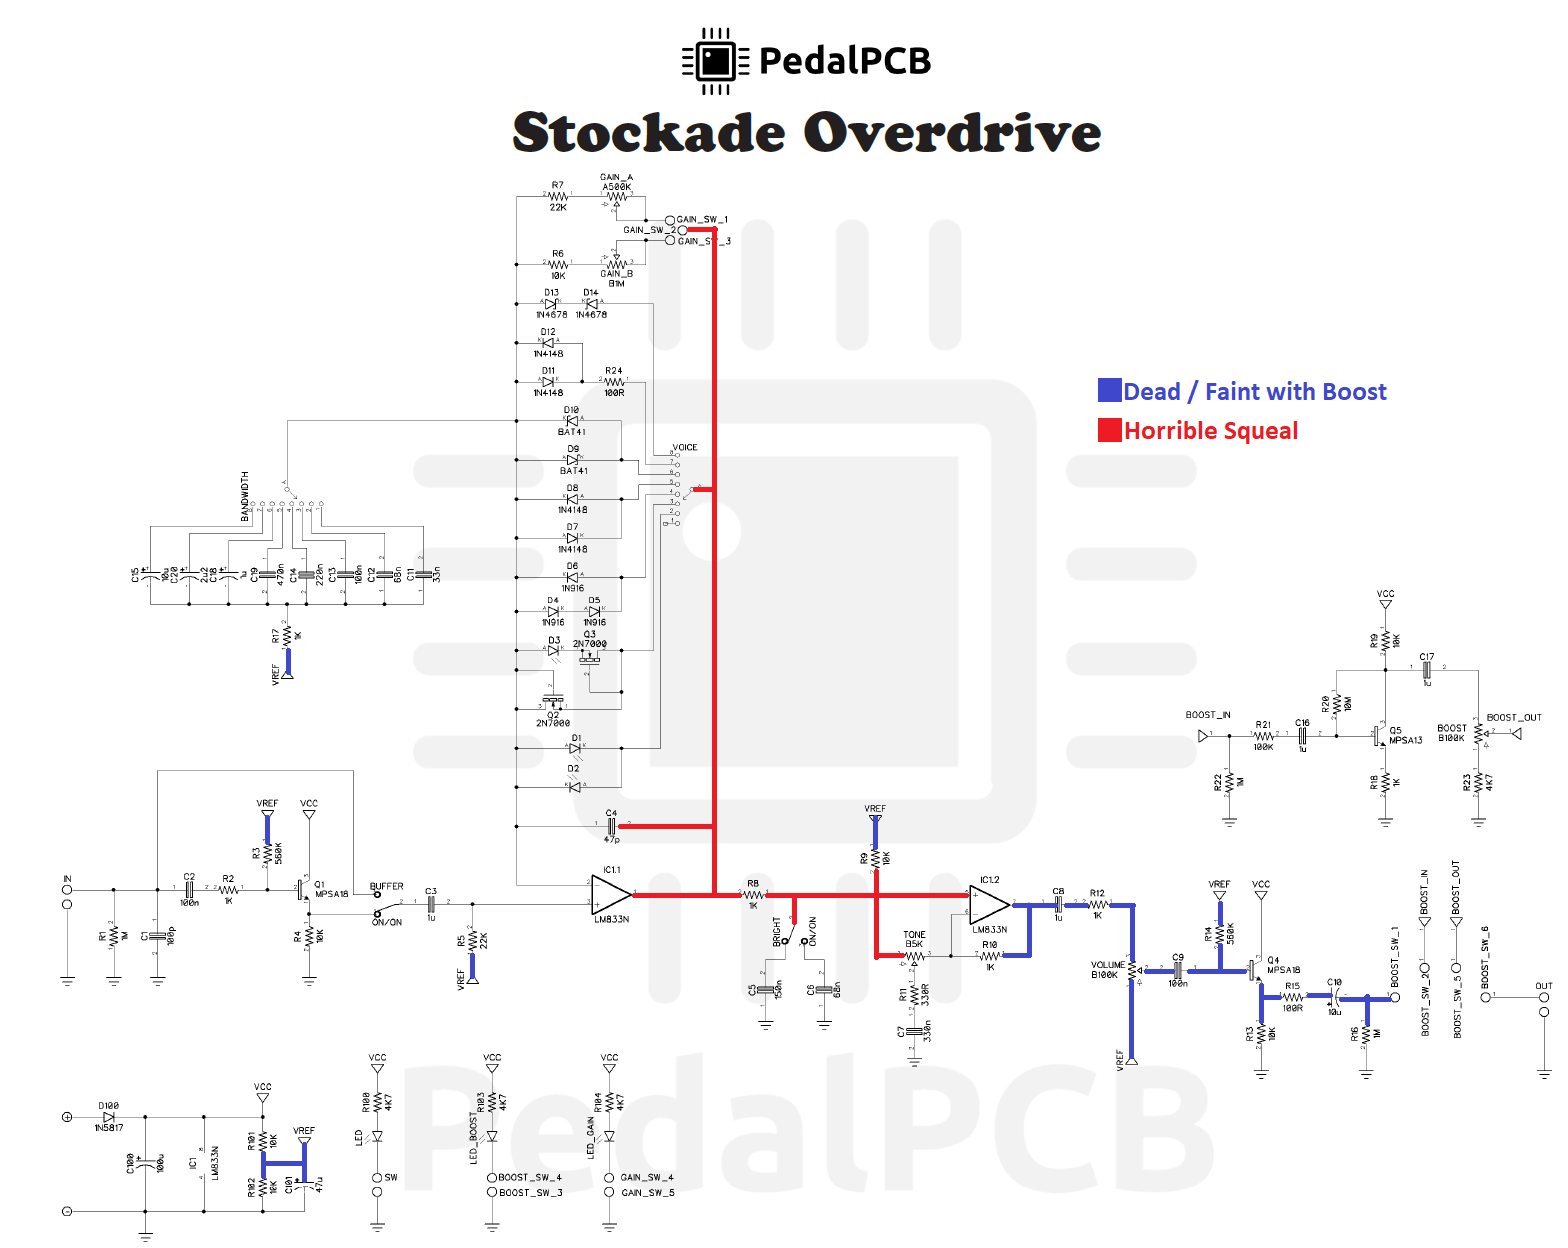 PedalPCB
Stockade Overdrive
R7
22K
GAIN_A
A500K
GAIN_SW_1
GAIN_SW_2
GAIN_SW_3
R6
10K
GAIN_B
B1M
D13
1N4678
D14
1N4678
D12
1N4148
D11
1N4148
R24
100R
Dead / Faint with Boost
Horrible Squeal
D10
BAT41
D9
BAT41
VOICE
D8
1N4148
D7
1N4148
D6
1N916
D4
1N916
D5
1N916
D3
Q3
2N7000
Q2
2N7000
D1
D2
C4
47p
BANDWIDTH
C15
10u
C20
2u2
C18
1u
C19
470n
C14
220n
C13
100n
C12
68n
C11
33n
R17
1K
VREF
VCC
R19
10K
C17
1u
R20
10M
BOOST_IN
R21
100K
C16
1u
Q5
MPSA13
BOOST
B100K
BOOST_OUT
R22
1M
R18
1K
R23
4K7
IN
R1
1M
C1
100p
C2
100n
R2
1K
VREF
R3
560K
VCC
Q1
MPSA18
R4
10K
BUFFER
ON/ON
C3
1u
R5
22K
VREF
IC1.1
LM833N
R8
1K
BRIGHT
ON/ON
C5
150n
C6
68n
VREF
R9
10K
TONE
B5K
R11
330R
C7
330n
IC1.2
LM833N
R10
1K
C8
1u
R12
1K
VOLUME
B100K
VREF
C9
100n
VREF
R14
560K
VCC
Q4
MPSA18
R13
10K
R15
100R
C10
10u
R16
1M
BOOST_SW_1
BOOST_IN
BOOST_SW_2
BOOST_OUT
BOOST_SW_5
BOOST_SW_6
OUT
D100
1N5817
C100
100u
IC1
LM833N
VCC
R101
10K
R102
10K
VREF
C101
47u
VCC
R100
4K7
LED
SW
VCC
R103
4K7
LED_BOOST
BOOST_SW_4
BOOST_SW_3
VCC
R104
4K7
LED_GAIN
GAIN_SW_4
GAIN_SW_5
PedalPCB